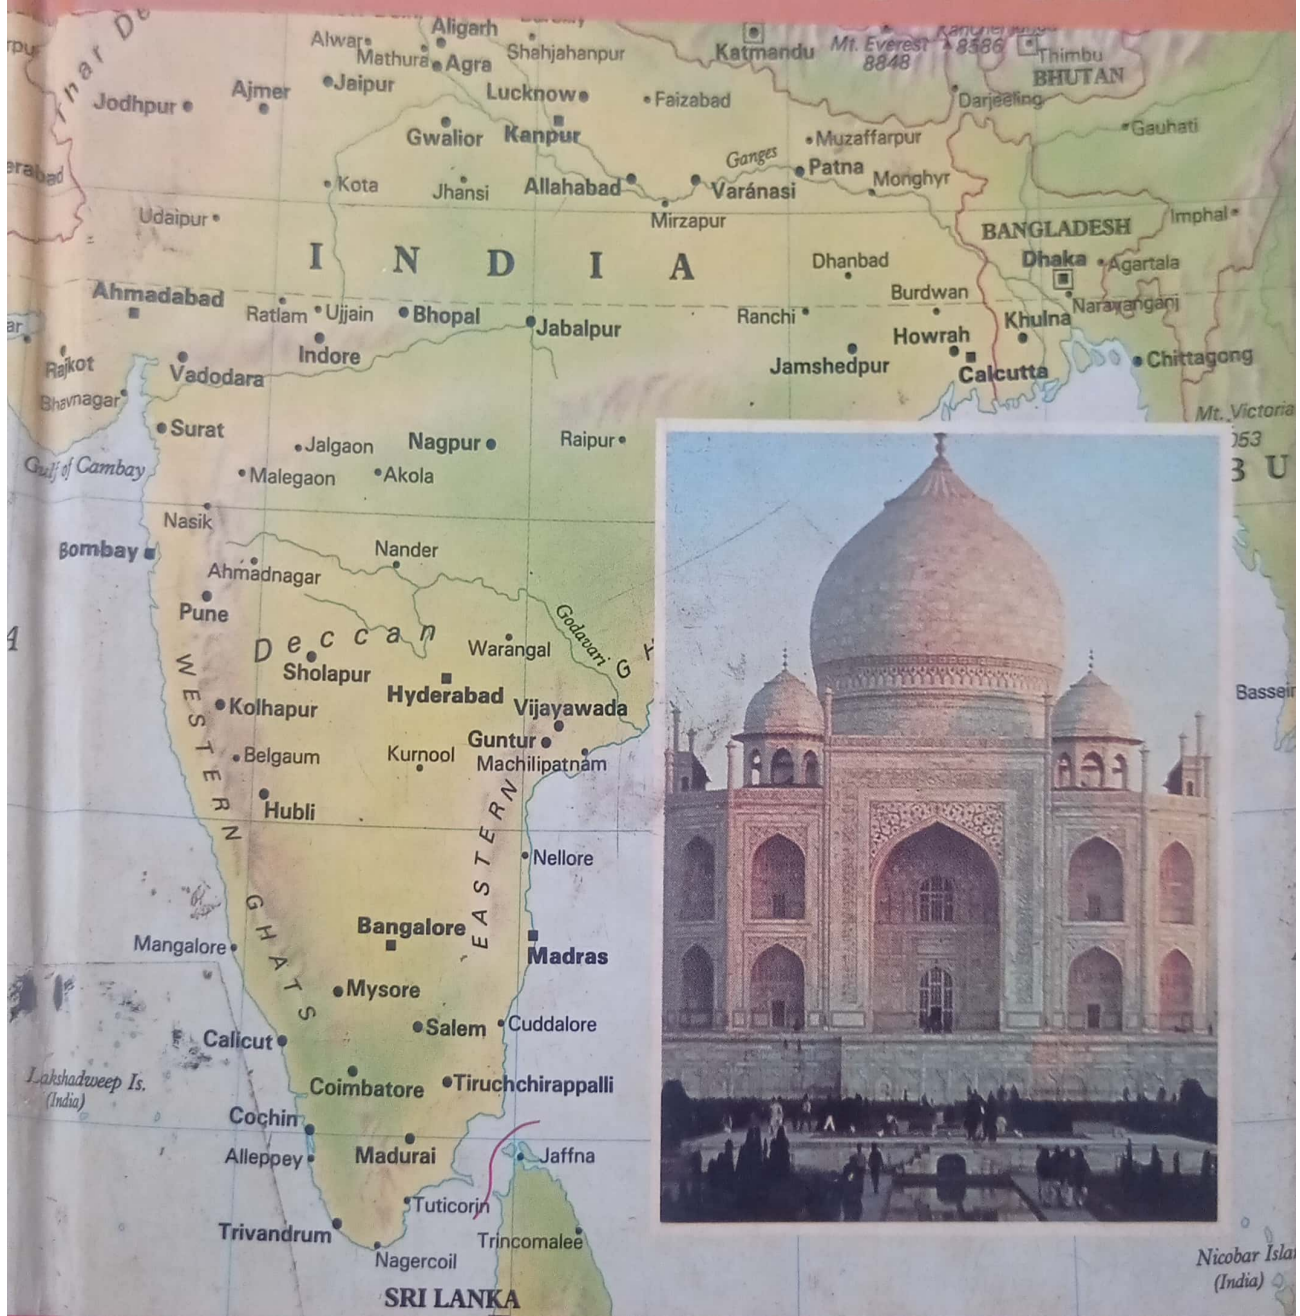 Thar De
Alwar
Aligarh
Mathura
Agra
Shahjahanpur
Katmandu
Mt. Everest
8848
8586
Thimbu
BHUTAN
Jodhpur
Ajmer
Jaipur
Lucknow
Faizabad
Darjeeling
Gauhati
Gwalior
Kanpur
Muzaffarpur
Ganges
Patna
Monghyr
Kota
Jhansi
Allahabad
Varánasi
Mirzapur
Udaipur
BANGLADESH
Imphal
INDIA
Dhanbad
Dhaka
Agartala
Ahmadabad
Ratlam
Ujjain
Bhopal
Jabalpur
Ranchi
Burdwan
Narayanganj
Khulna
Howrah
Indore
Rajkot
Vadodara
Jamshedpur
Calcutta
Chittagong
Bhavnagar
Mt. Victoria
Surat
Jalgaon
Nagpur
Raipur
Gulf of Cambay
Malegaon
Akola
B U
Nasik
Bombay
Ahmadnagar
Nander
Pune
Deccan
Godavari
Warangal
Sholapur
Hyderabad
WESTERN GHATS
Kolhapur
Vijayawada
Bassein
Guntur
Belgaum
Kurnool
Machilipatnam
Hubli
EASTERN
G H
Nellore
Bangalore
Mangalore
Madras
Mysore
Salem
Cuddalore
Calicut
Lakshadweep Is.
(India)
Coimbatore
Tiruchchirappalli
Cochin
Alleppey
Madurai
Jaffna
Tuticorin
Trivandrum
Nagercoil
Trincomalee
Nicobar Isla
(India)
SRI LANKA